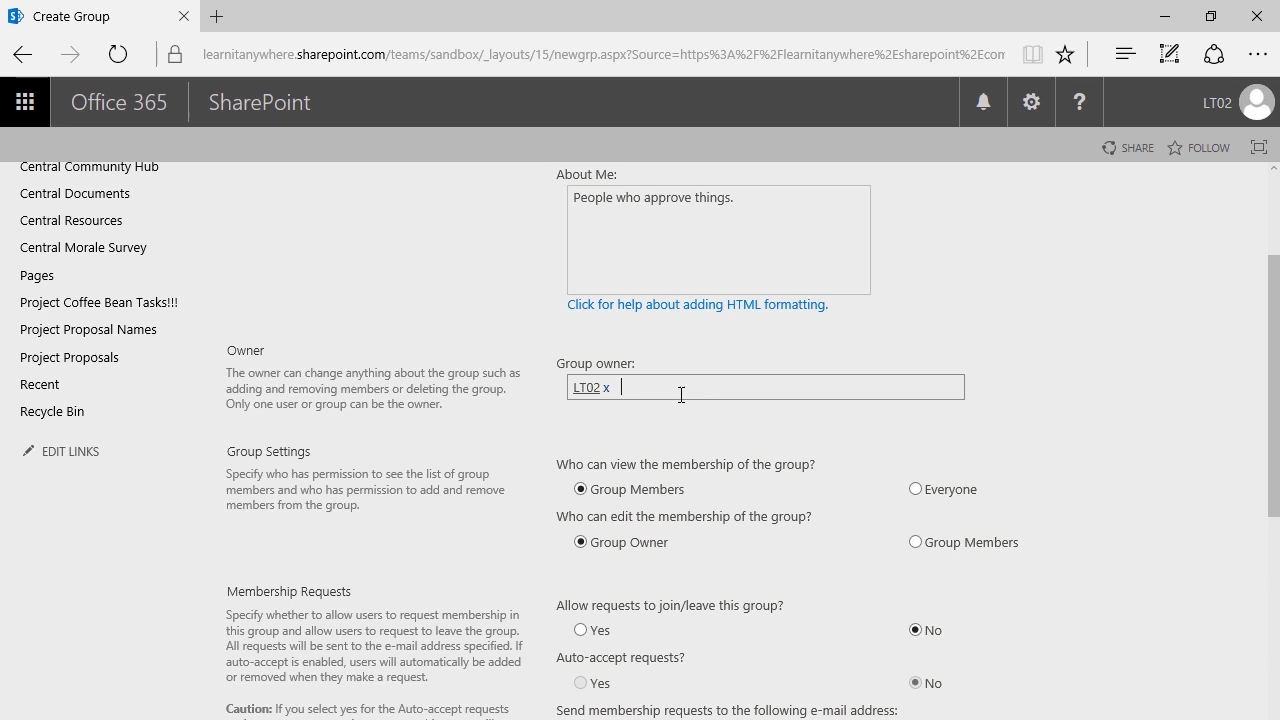 Create Group
learnitanywhere.sharepoint.com/teams/sandbox/_layouts/15/newgrp.aspx?Source=https%3A%2F%2Flearnitanywhere%2Esharepoint%2Ecom
Office 365
SharePoint
?
LT02
SHARE
FOLLOW
Central Community Hub
Central Documents
Central Resources
Central Morale Survey
Pages
Project Coffee Bean Tasks!!!
Project Proposal Names
Project Proposals
Recent
Recycle Bin
EDIT LINKS
About Me:
People who approve things.
Click for help about adding HTML formatting.
Owner
The owner can change anything about the group such as
adding and removing members or deleting the group.
Only one user or group can be the owner.
Group owner:
LT02 x
Group Settings
Specify who has permission to see the list of group
members and who has permission to add and remove
members from the group.
Who can view the membership of the group?
Group Members
Everyone
Who can edit the membership of the group?
Group Owner
Group Members
Membership Requests
Specify whether to allow users to request membership in
this group and allow users to request to leave the group.
All requests will be sent to the e-mail address specified. If
auto-accept is enabled, users will automatically be added
or removed when they make a request.
Caution: If you select yes for the Auto-accept requests
Allow requests to join/leave this group?
Yes
No
Auto-accept requests?
Yes
No
Send membership requests to the following e-mail address: